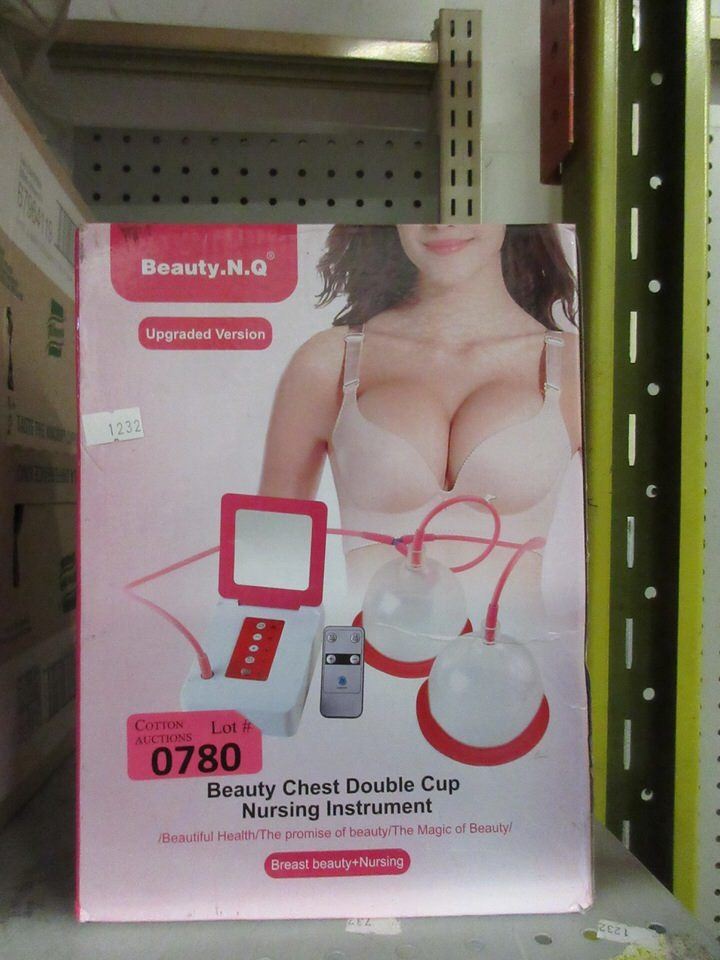 Beauty.N.Q®
Upgraded Version
1232
COTTON
AUCTIONS
Lot #
0780
Beauty Chest Double Cup
Nursing Instrument
/Beautiful Health/The promise of beauty/The Magic of Beauty/
Breast beauty+Nursing
1232